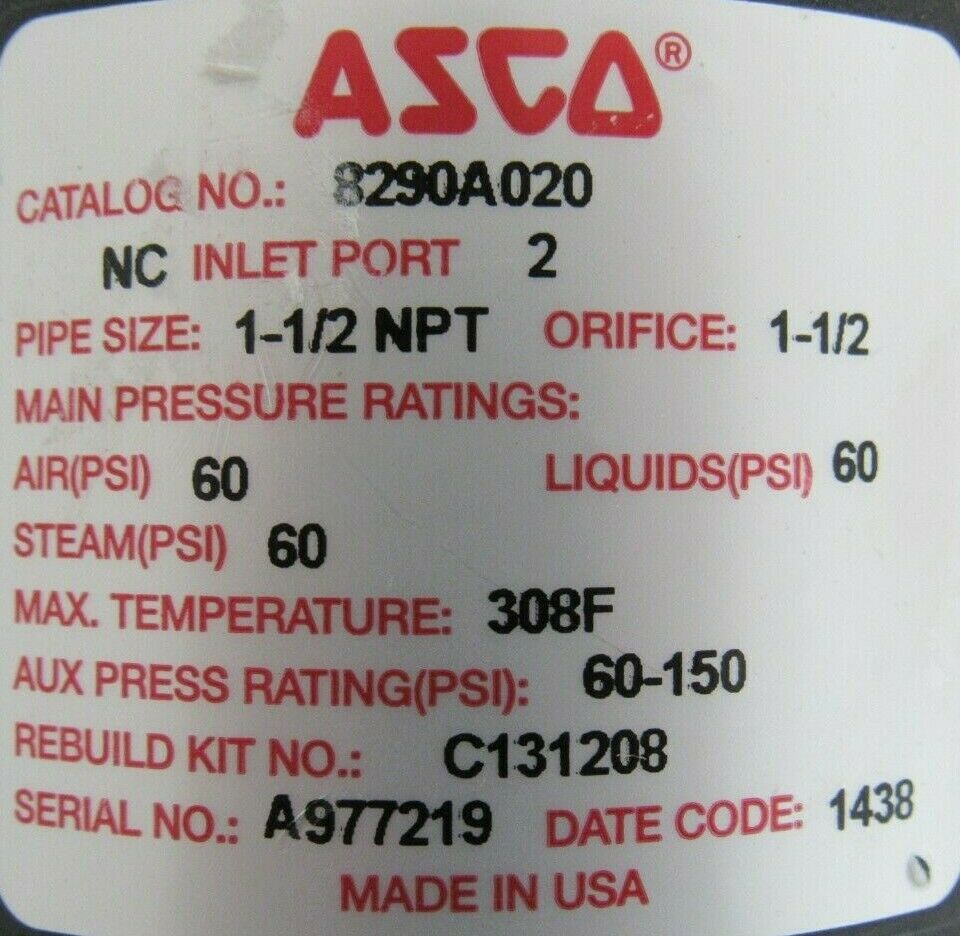 ASCO®
CATALOG NO.: 8290A020
NC INLET PORT 2
PIPE SIZE: 1-1/2 NPT ORIFICE: 1-1/2
MAIN PRESSURE RATINGS:
AIR(PSI) 60 LIQUIDS(PSI) 60
STEAM(PSI) 60
MAX. TEMPERATURE: 308F
AUX PRESS RATING(PSI): 60-150
REBUILD KIT NO.: C131208
SERIAL NO.: A977219 DATE CODE: 1438
MADE IN USA